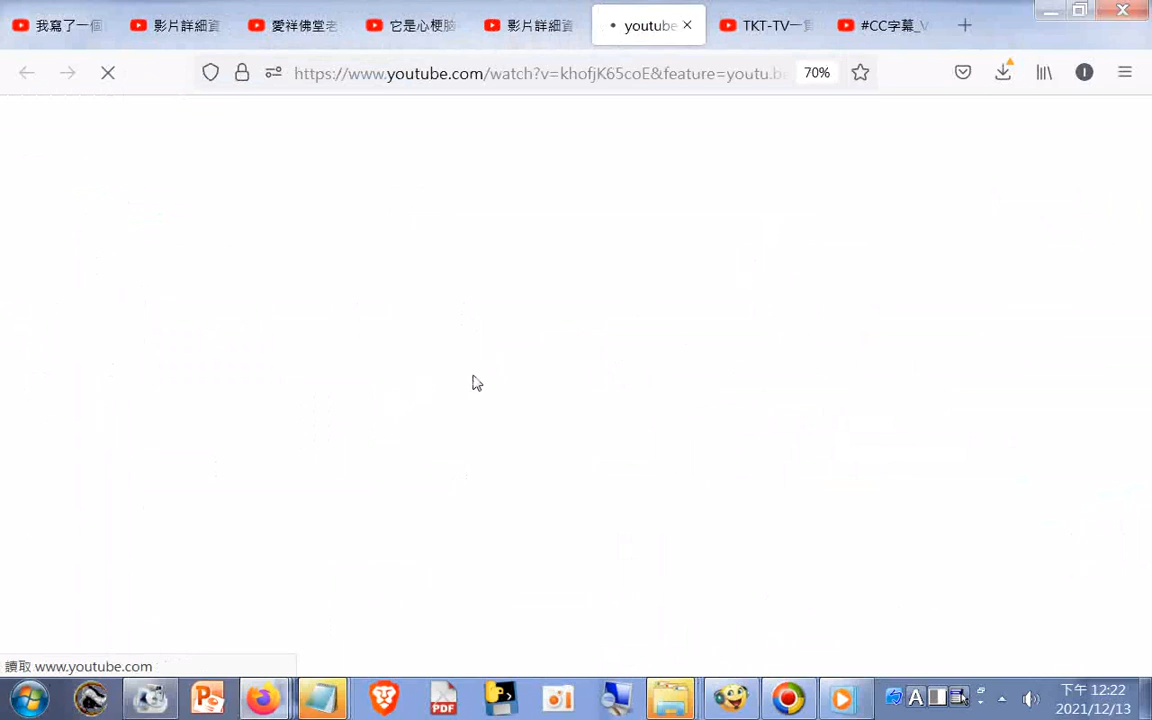 我寫了一個
影片詳細資
愛祥佛堂老
它是心梗脑
影片詳細資
youtube
TKT-TV一貫
#CC字幕_V
https://www.youtube.com/watch?v=khofjK65coE&feature=youtu.b
70%
I
讀取 www.youtube.com
PDF
A
下午 12:22
2021/12/13